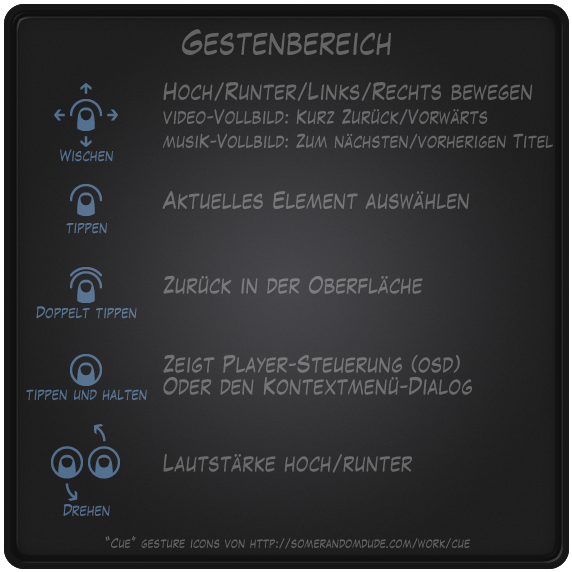 Gestenbereich
Hoch/Runter/Links/Rechts bewegen
Video-Vollbild: Kurz Zurück/Vorwärts
Musik-Vollbild: Zum nächsten/vorherigen Titel
Wischen
Aktuelles Element auswählen
Tippen
Zurück in der Oberfläche
Doppelt tippen
Zeigt Player-Steuerung (OSD)
Oder den Kontextmenü-Dialog
Tippen und halten
Lautstärke hoch/runter
Drehen
"Cue" gesture icons von http://somerandomdude.com/work/cue